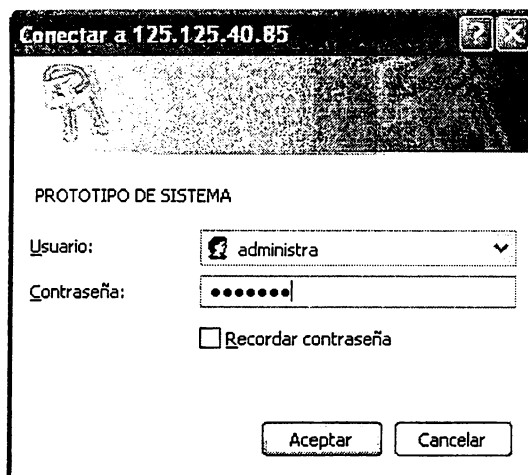 Conectar a 125.125.40.85
PROTOTIPO DE SISTEMA
Usuario: administra
Contraseña: •••••••
Recordar contraseña
Aceptar Cancelar